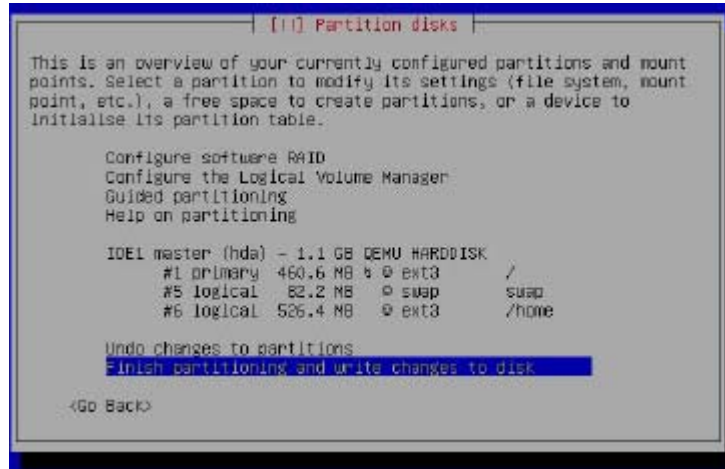 [!!] Partition disks
This is an overview of your currently configured partitions and mount
points. Select a partition to modify its settings (file system, mount
point, etc.), a free space to create partitions, or a device to
initialise its partition table.
Configure software RAID
Configure the Logical Volume Manager
Guided partitioning
Help on partitioning
IDE1 master (hda) - 1.1 GB QEMU HARDDISK
#1 primary 460.6 MB ext3 /
#5 logical 82.2 MB swap swap
#6 logical 526.4 MB ext3 /home
Undo changes to partitions
Finish partitioning and write changes to disk
<Go Back>